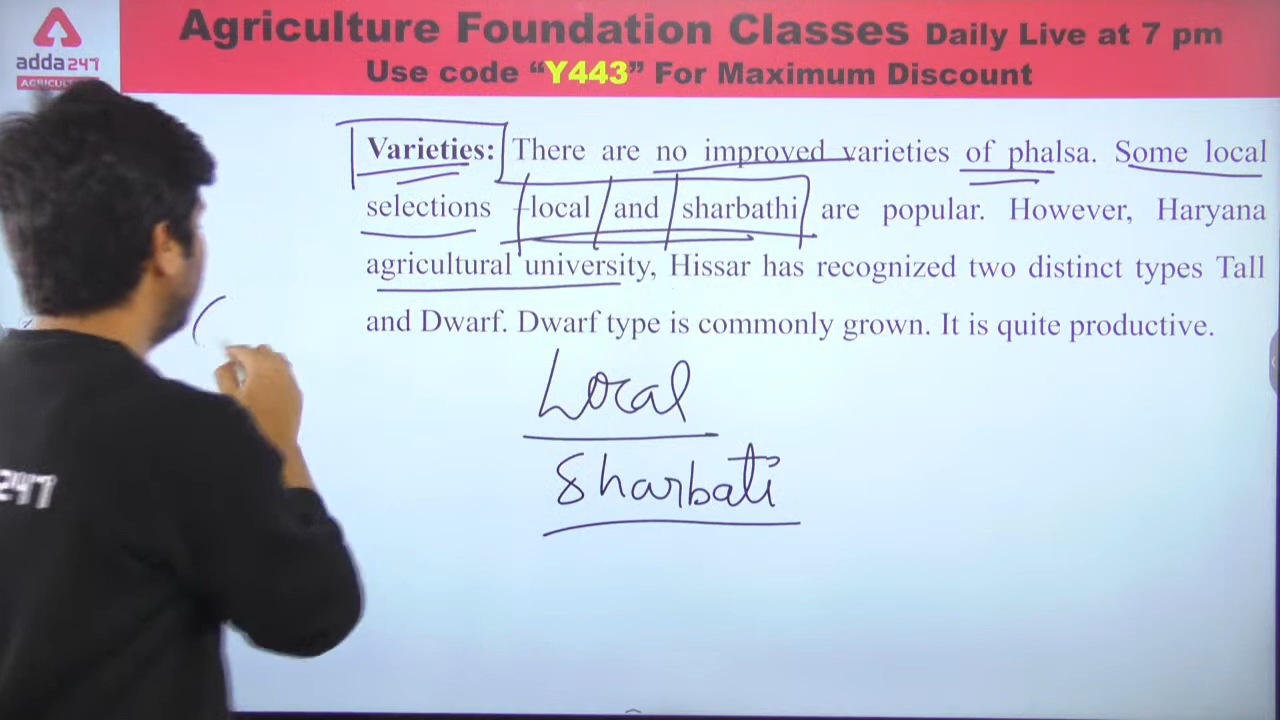 Agriculture Foundation Classes Daily Live at 7 pm
Use code “Y443” For Maximum Discount
adda247
Varieties: There are no improved varieties of phalsa. Some local
selections –local and sharbathi are popular. However, Haryana
agricultural university, Hissar has recognized two distinct types Tall
and Dwarf. Dwarf type is commonly grown. It is quite productive.
Local
Sharbati
247